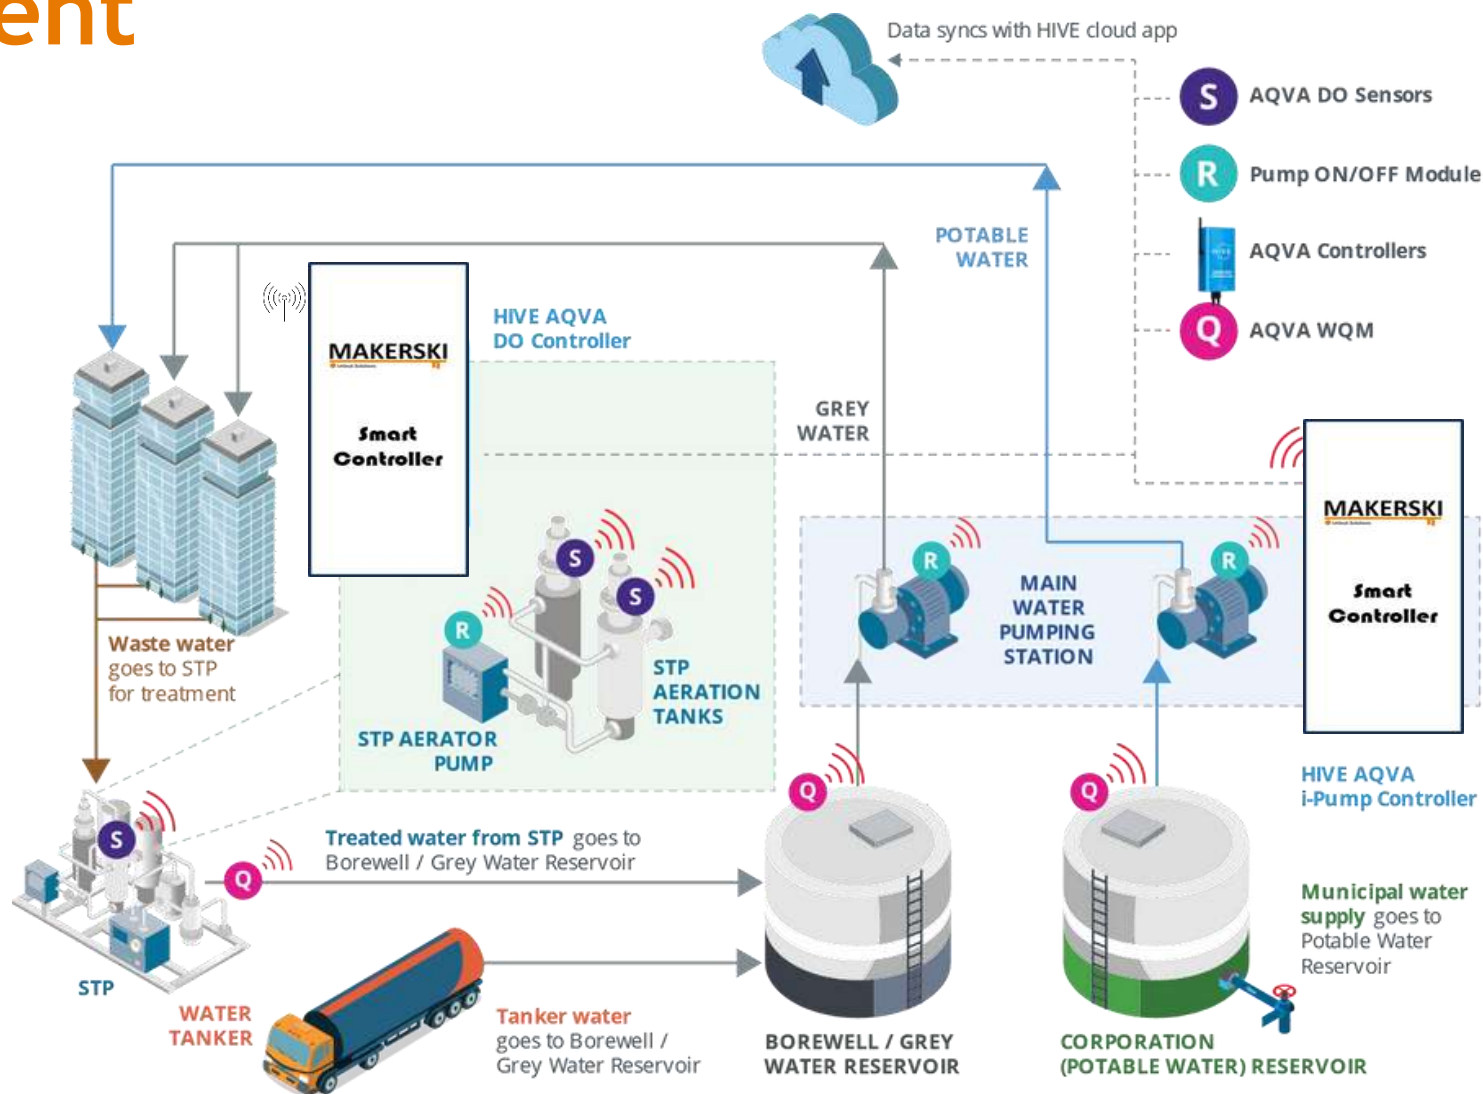 ent
Data syncs with HIVE cloud app
S
AQVA DO Sensors
R
Pump ON/OFF Module
AQVA Controllers
Q
AQVA WQM
POTABLE
WATER
HIVE AQVA
DO Controller
MAKERSKI
Smart
Controller
GREY
WATER
MAKERSKI
Smart
Controller
S
S
R
R
R
MAIN
WATER
PUMPING
STATION
Waste water
goes to STP
for treatment
STP
AERATION
TANKS
STP AERATOR
PUMP
HIVE AQVA
i-Pump Controller
Q
Q
S
Q
Treated water from STP goes to
Borewell / Grey Water Reservoir
Municipal water
supply goes to
Potable Water
Reservoir
STP
WATER
TANKER
Tanker water
goes to Borewell /
Grey Water Reservoir
BOREWELL / GREY
WATER RESERVOIR
CORPORATION
(POTABLE WATER) RESERVOIR